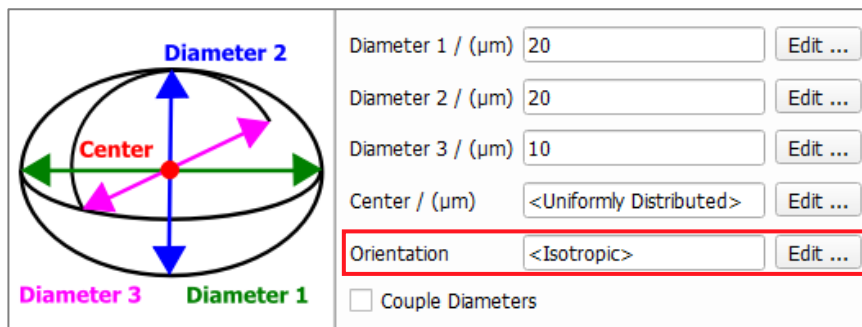 Diameter 2
Center
Diameter 3 Diameter 1
Diameter 1 / (µm) 20 Edit ...
Diameter 2 / (µm) 20 Edit ...
Diameter 3 / (µm) 10 Edit ...
Center / (µm) <Uniformly Distributed> Edit ...
Orientation <Isotropic> Edit ...
Couple Diameters